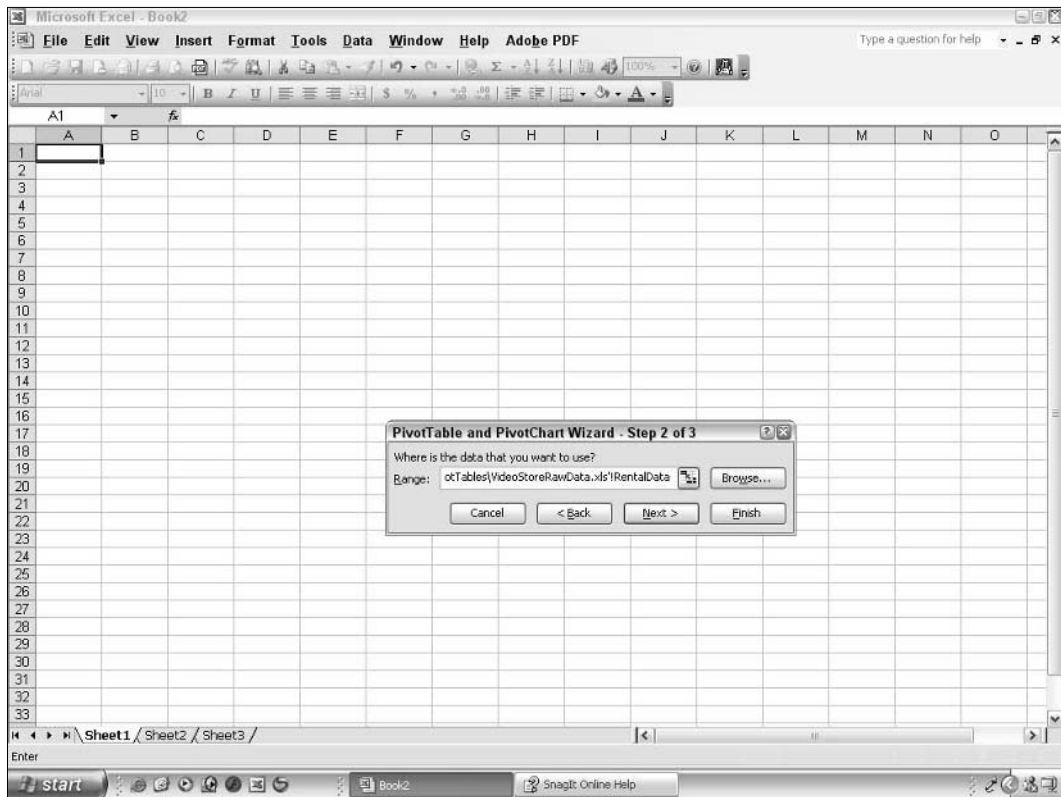 Microsoft Excel - Book2
File Edit View Insert Format Tools Data Window Help Adobe PDF Type a question for help
100%
Arial 10 B I U $ % , A
A1 fx
A B C D E F G H I J K L M N O
1
2
3
4
5
6
7
8
9
10
11
12
13
14
15
16
17
18
19
20
21
22
23
24
25
26
27
28
29
30
31
32
33
PivotTable and PivotChart Wizard - Step 2 of 3
Where is the data that you want to use?
Range: otTables\VideoStoreRawData.xls'!RentalData Browse...
Cancel < Back Next > Finish
Sheet1 / Sheet2 / Sheet3 /
Enter
start Book2 SnagIt Online Help